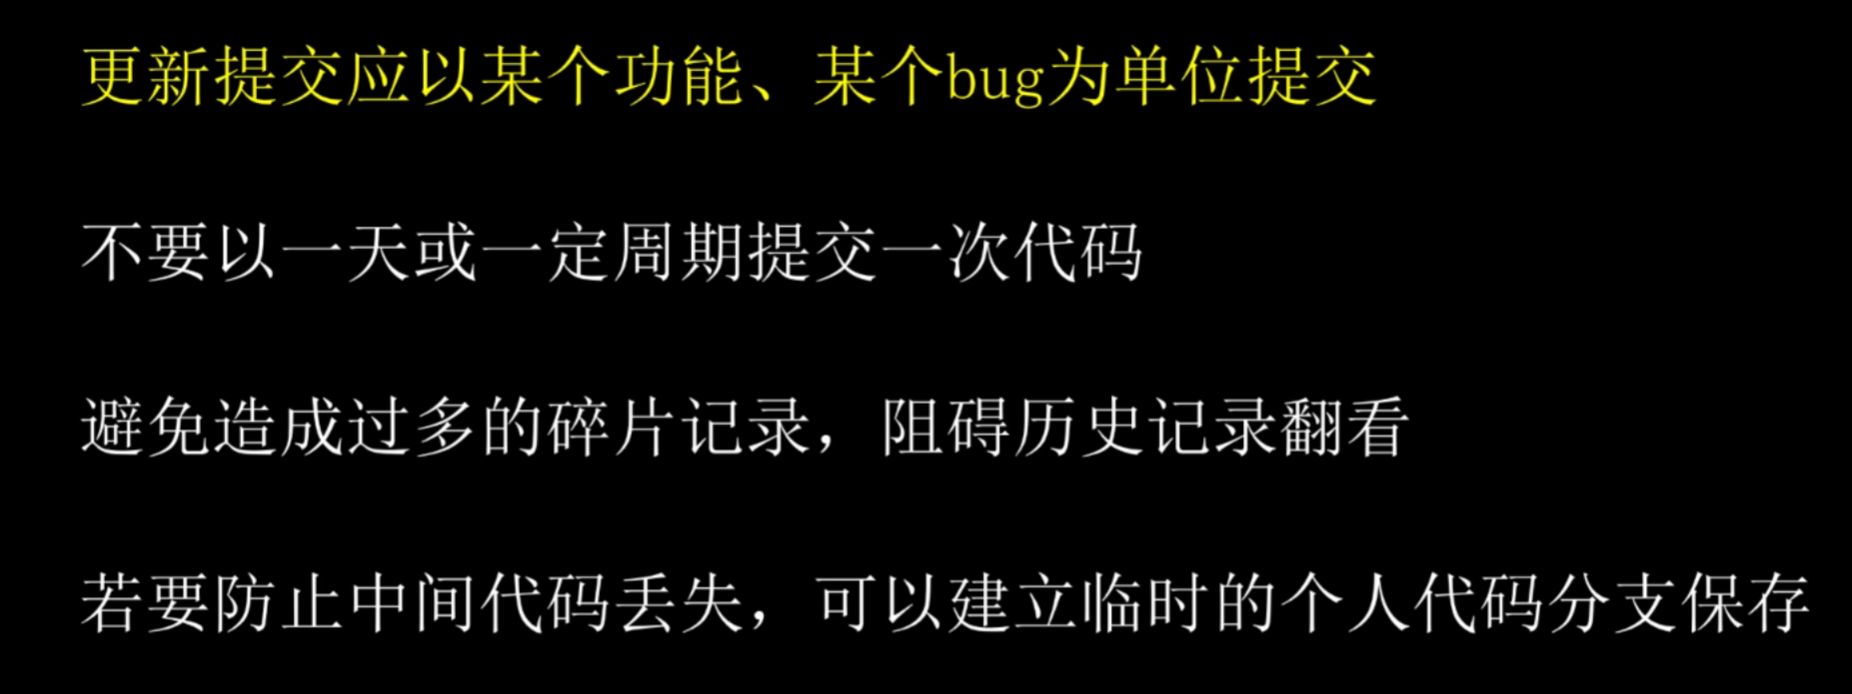 更新提交应以某个功能、某个bug为单位提交
不要以一天或一定周期提交一次代码
避免造成过多的碎片记录，阻碍历史记录翻看
若要防止中间代码丢失，可以建立临时的个人代码分支保存